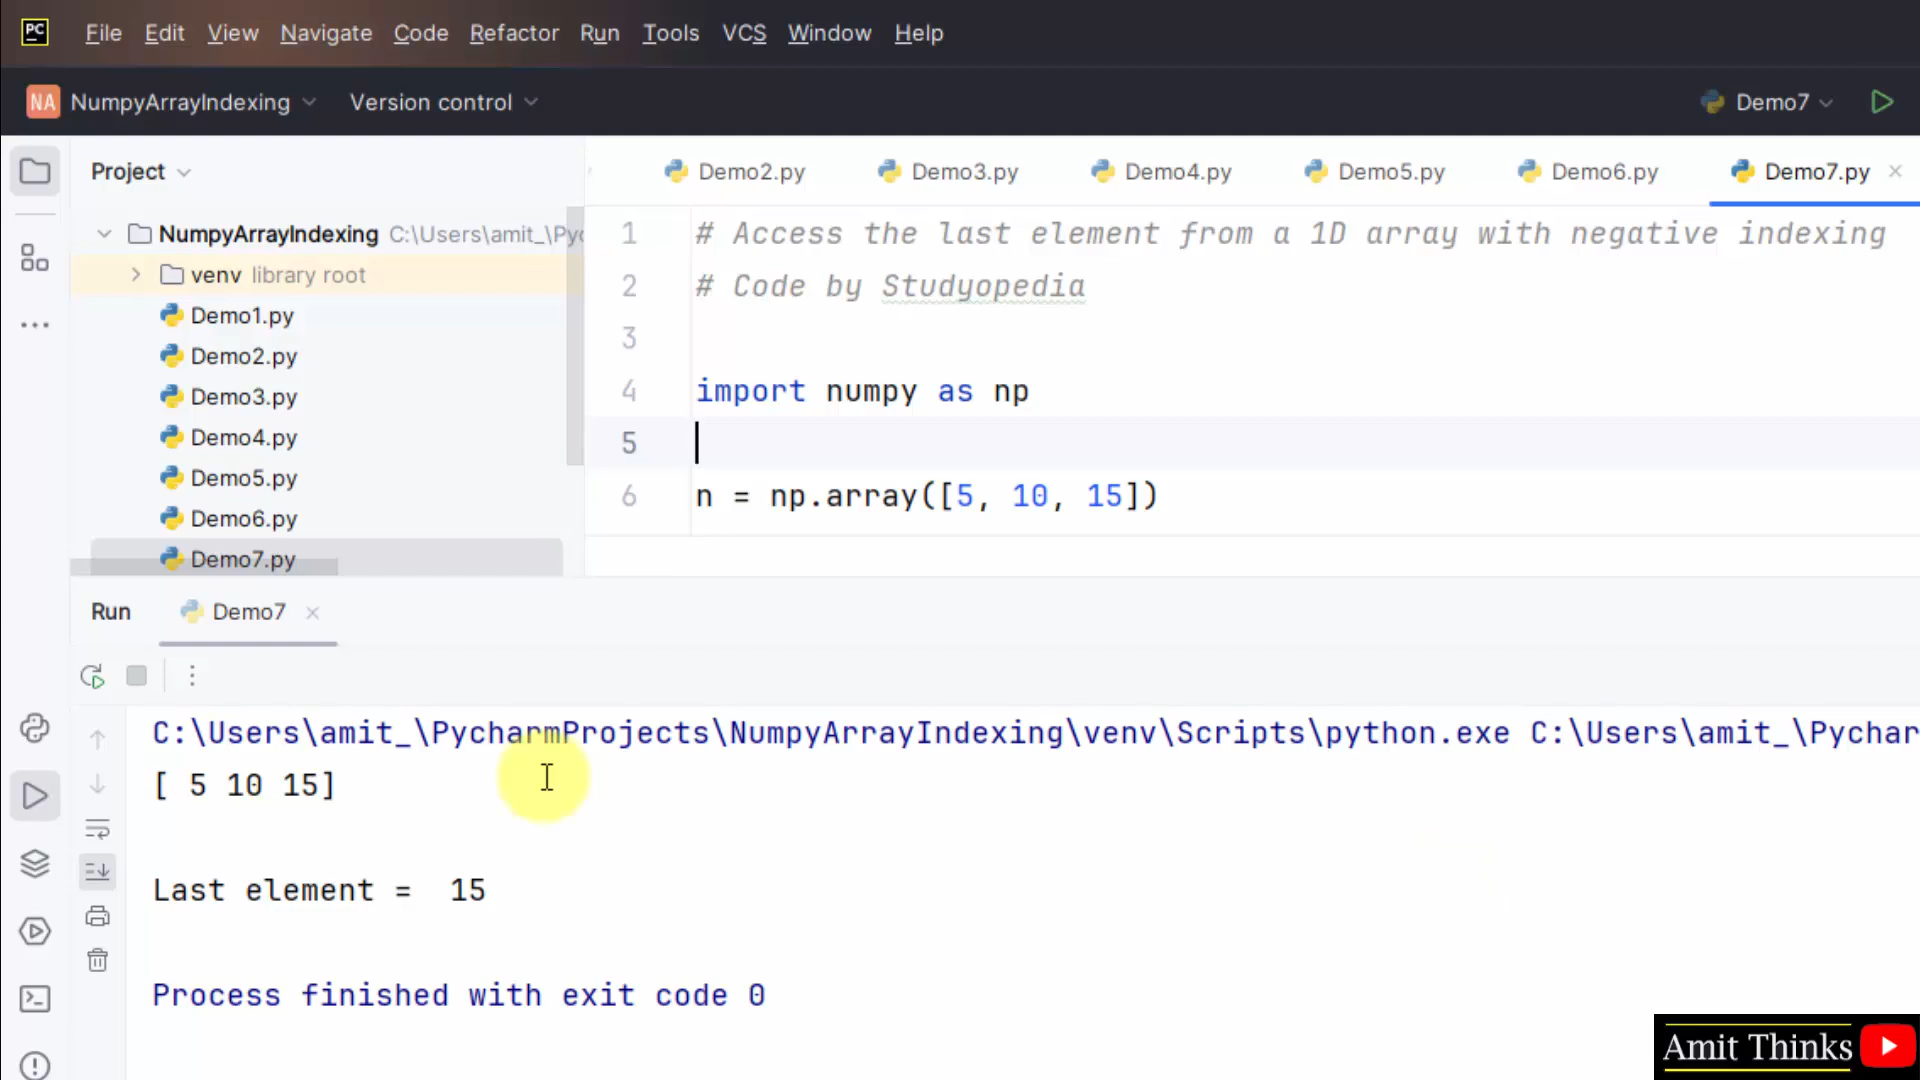 PC File Edit View Navigate Code Refactor Run Tools VCS Window Help
NA NumpyArrayIndexing Version control Demo7
Project
Demo2.py Demo3.py Demo4.py Demo5.py Demo6.py Demo7.py
NumpyArrayIndexing C:\Users\amit_\Pyc
venv library root
Demo1.py
Demo2.py
Demo3.py
Demo4.py
Demo5.py
Demo6.py
Demo7.py
1 # Access the last element from a 1D array with negative indexing
2 # Code by Studyopedia
3
4 import numpy as np
5
6 n = np.array([5, 10, 15])
Run Demo7
C:\Users\amit_\PycharmProjects\NumpyArrayIndexing\venv\Scripts\python.exe C:\Users\amit_\Pychar
[ 5 10 15]
Last element =  15
Process finished with exit code 0
Amit Thinks